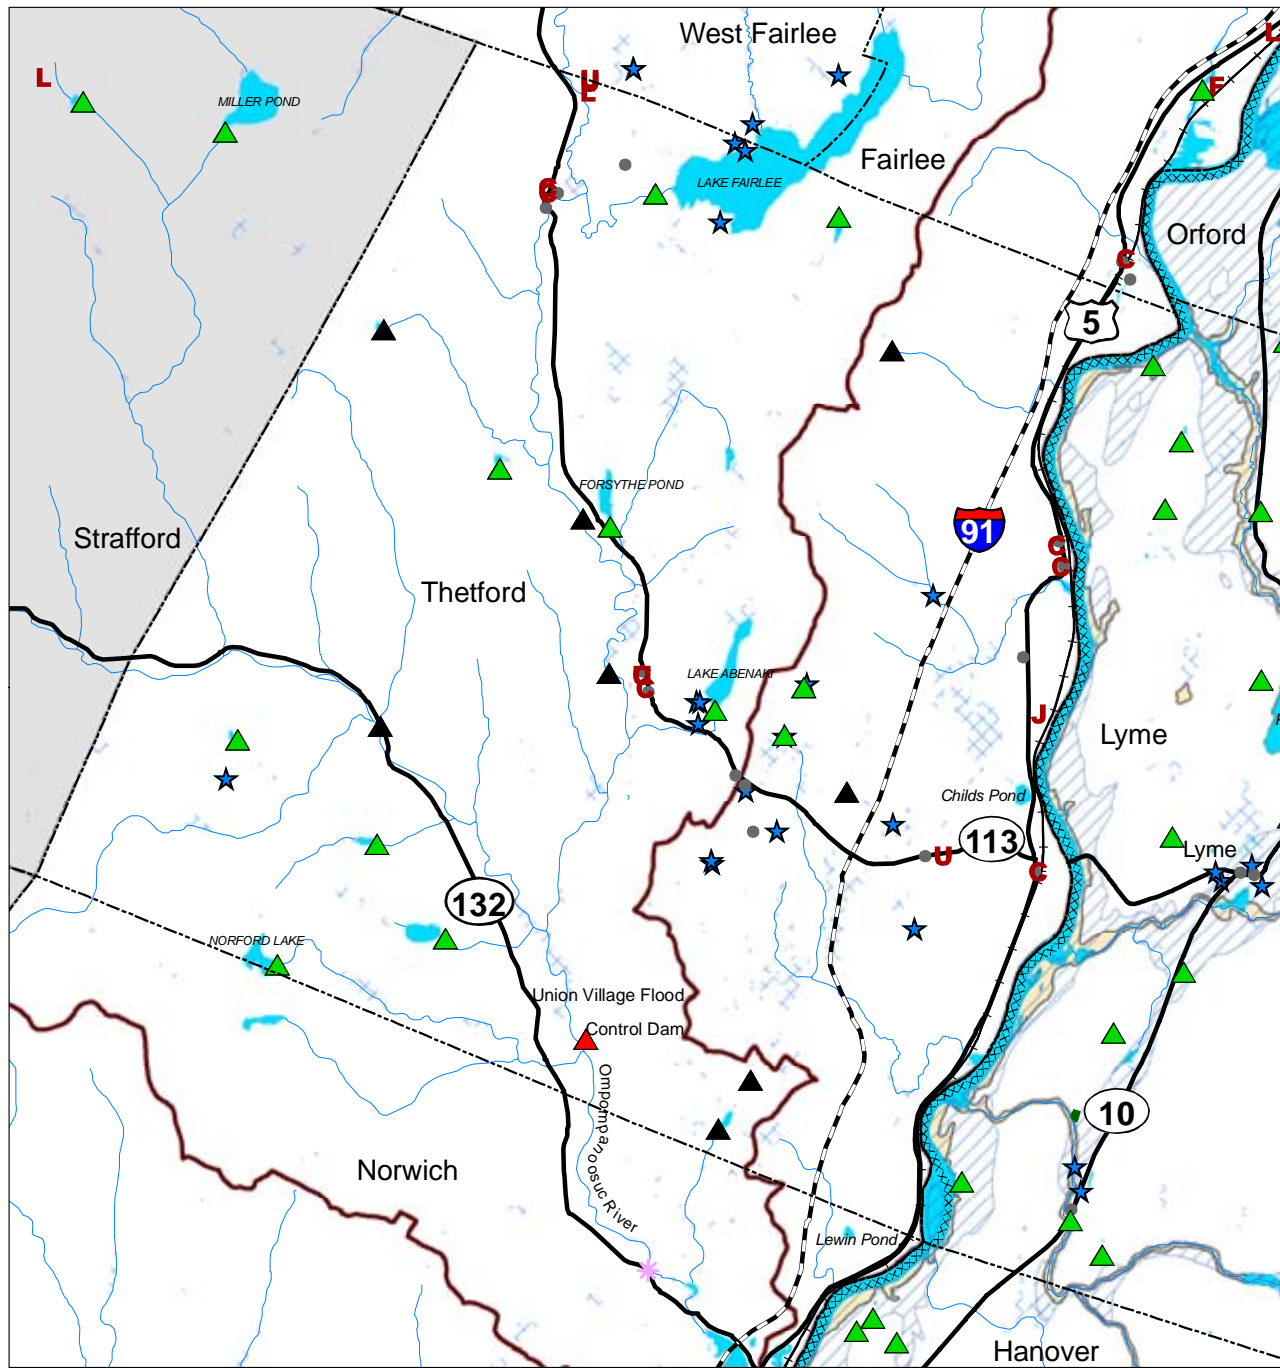 West Fairlee
L
U
L
L
F
MILLER POND
Fairlee
C
LAKE FAIRLEE
Orford
C
5
FORSYTHE POND
91
Strafford
C
C
Thetford
U
C
LAKE ABENAKI
J
Lyme
Childs Pond
113
Lyme
U
C
132
NORFORD LAKE
Union Village Flood
Control Dam
Ompompanoosuc River
10
Norwich
Lewin Pond
Hanover